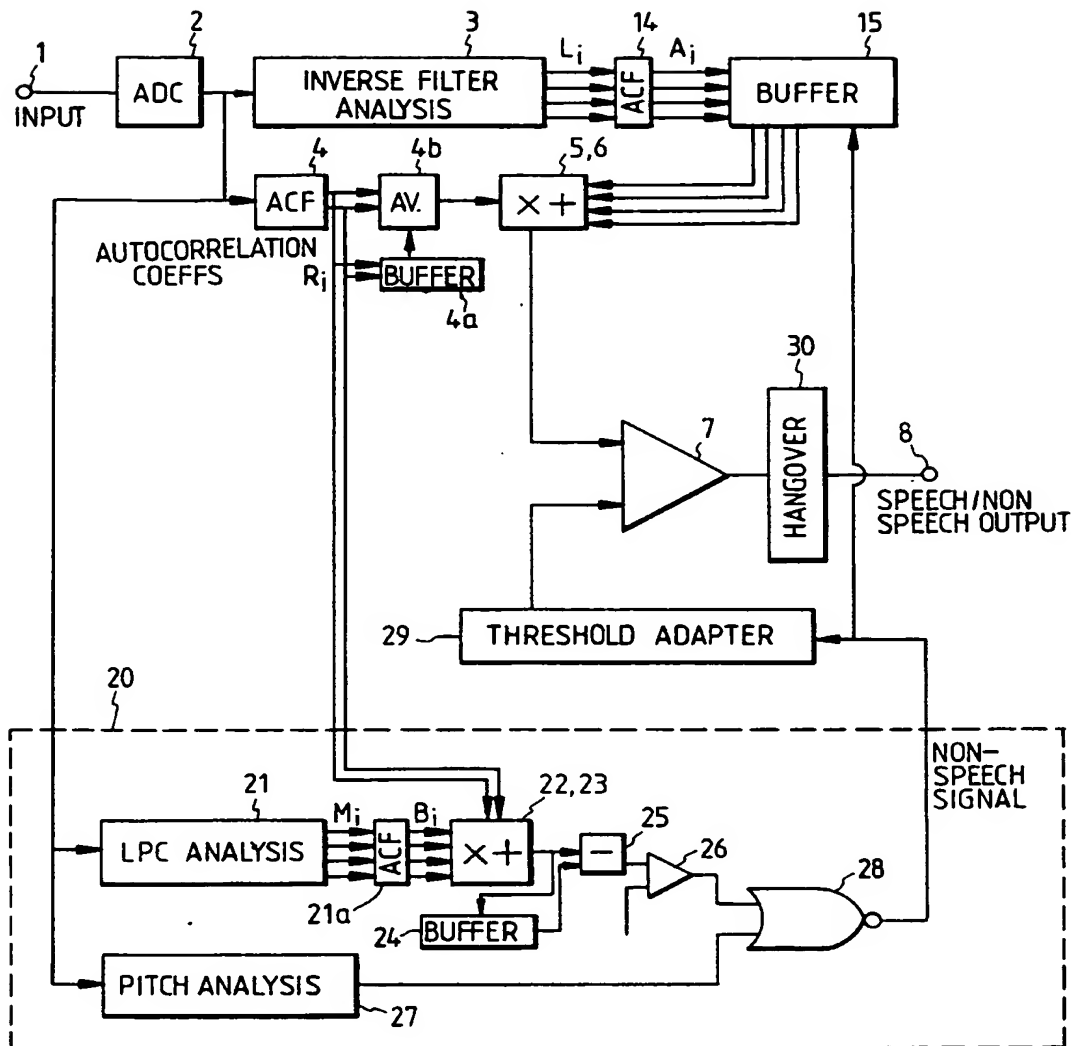 1
INPUT
2
ADC
3
INVERSE FILTER
ANALYSIS
Li
14
ACF
Ai
15
BUFFER
4
ACF
4b
AV.
5,6
× +
AUTOCORRELATION
COEFFS
Ri
BUFFER
4a
7
30
HANGOVER
8
SPEECH/NON
SPEECH OUTPUT
29
THRESHOLD ADAPTER
20
NON-
SPEECH
SIGNAL
21
LPC ANALYSIS
Mi
ACF
21a
Bi
22,23
× +
25
−
26
28
24
BUFFER
PITCH ANALYSIS
27